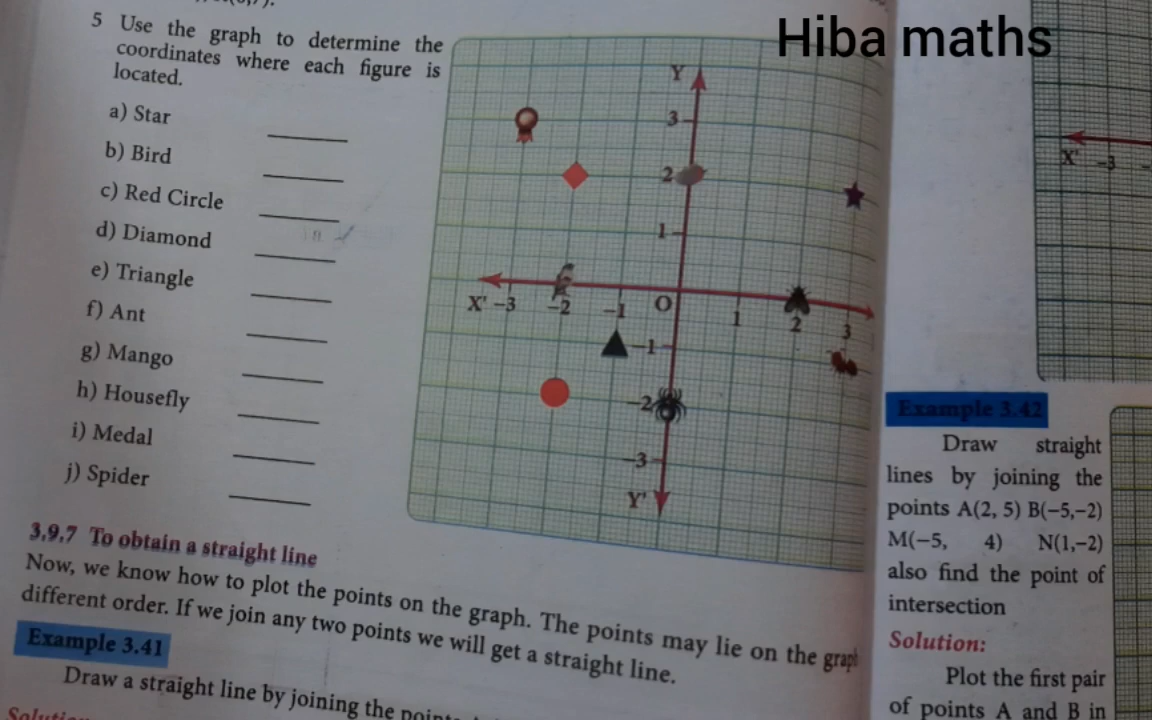 Hiba maths
5 Use the graph to determine the
coordinates where each figure is
located.
a) Star
b) Bird
c) Red Circle
d) Diamond
e) Triangle
f) Ant
g) Mango
h) Housefly
i) Medal
j) Spider
Y
3
2
1
X' -3 -2 -1 O 1 2 3
-1
-2
-3
Y'
3.9.7 To obtain a straight line
Now, we know how to plot the points on the graph. The points may lie on the graph
different order. If we join any two points we will get a straight line.
Example 3.41
Draw a straight line by joining the points
X' -3
Example 3.42
Draw straight
lines by joining the
points A(2, 5) B(-5,-2)
M(-5, 4) N(1,-2)
also find the point of
intersection
Solution:
Plot the first pair
of points A and B in